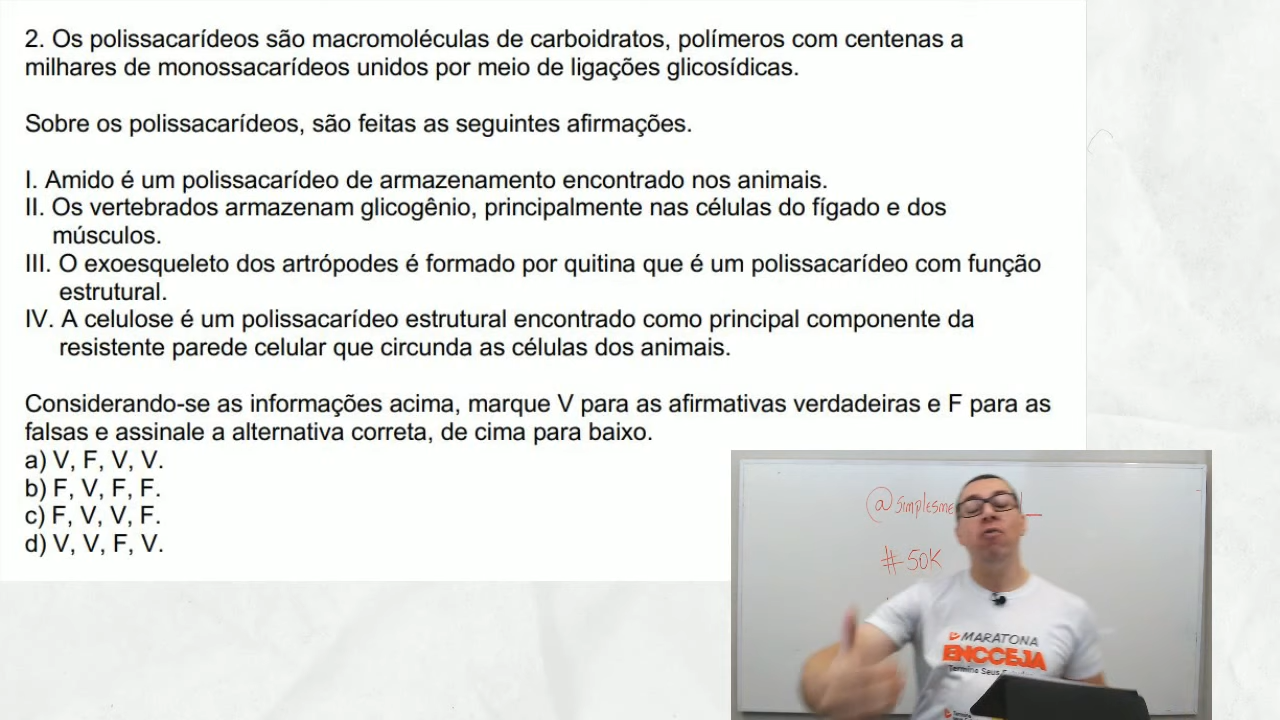 2. Os polissacarídeos são macromoléculas de carboidratos, polímeros com centenas a
milhares de monossacarídeos unidos por meio de ligações glicosídicas.
Sobre os polissacarídeos, são feitas as seguintes afirmações.
I. Amido é um polissacarídeo de armazenamento encontrado nos animais.
II. Os vertebrados armazenam glicogênio, principalmente nas células do fígado e dos
músculos.
III. O exoesqueleto dos artrópodes é formado por quitina que é um polissacarídeo com função
estrutural.
IV. A celulose é um polissacarídeo estrutural encontrado como principal componente da
resistente parede celular que circunda as células dos animais.
Considerando-se as informações acima, marque V para as afirmativas verdadeiras e F para as
falsas e assinale a alternativa correta, de cima para baixo.
a) V, F, V, V.
b) F, V, F, F.
c) F, V, V, F.
d) V, V, F, V.
#50K
MARATONA
ENCCEJA
Termine Seus